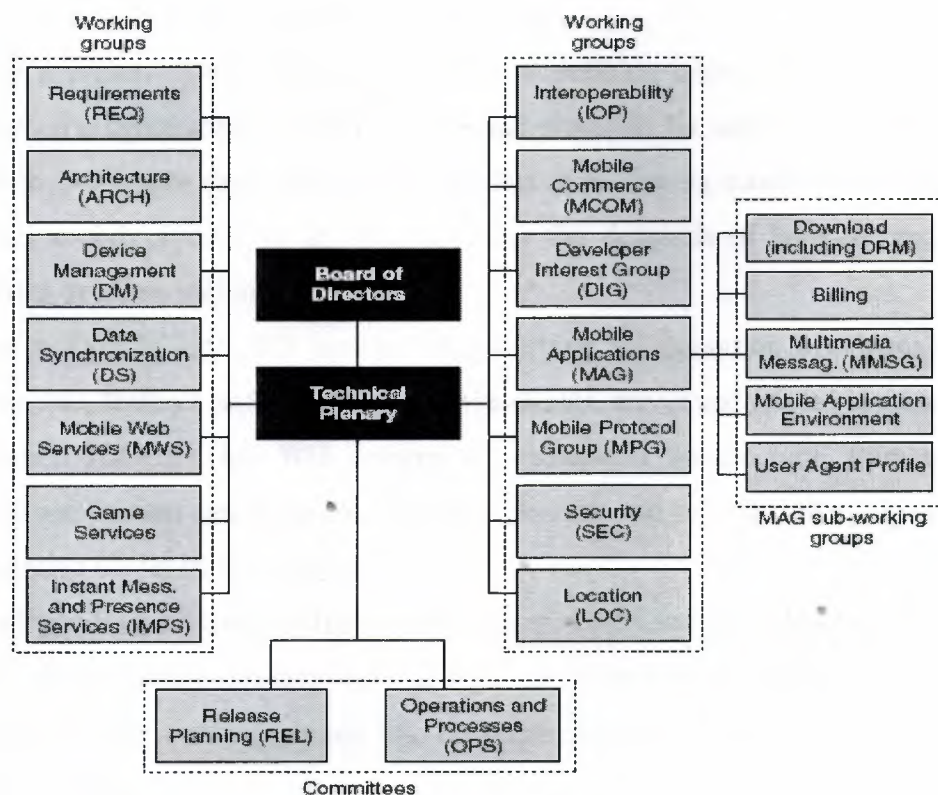 Working
groups
Requirements
(REQ)
Architecture
(ARCH)
Device
Management
(DM)
Data
Synchronization
(DS)
Mobile Web
Services (MWS)
Game
Services
Instant Mess.
and Presence
Services (IMPS)
Board of
Directors
Technical
Plenary
Working
groups
Interoperability
(IOP)
Mobile
Commerce
(MCOM)
Developer
Interest Group
(DIG)
Mobile
Applications
(MAG)
Mobile Protocol
Group (MPG)
Security
(SEC)
Location
(LOC)
Download
(including DRM)
Billing
Multimedia
Messag. (MMSG)
Mobile Application
Environment
User Agent Profile
MAG sub-working
groups
Release
Planning (REL)
Operations and
Processes
(OPS)
Committees